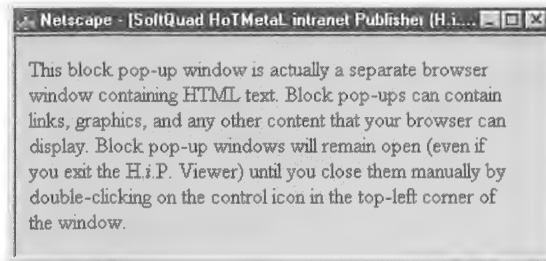 Netscape - [SoftQuad HoTMetaL intranet Publisher (H.i....
This block pop-up window is actually a separate browser
window containing HTML text. Block pop-ups can contain
links, graphics, and any other content that your browser can
display. Block pop-up windows will remain open (even if
you exit the H.i.P. Viewer) until you close them manually by
double-clicking on the control icon in the top-left corner of
the window.